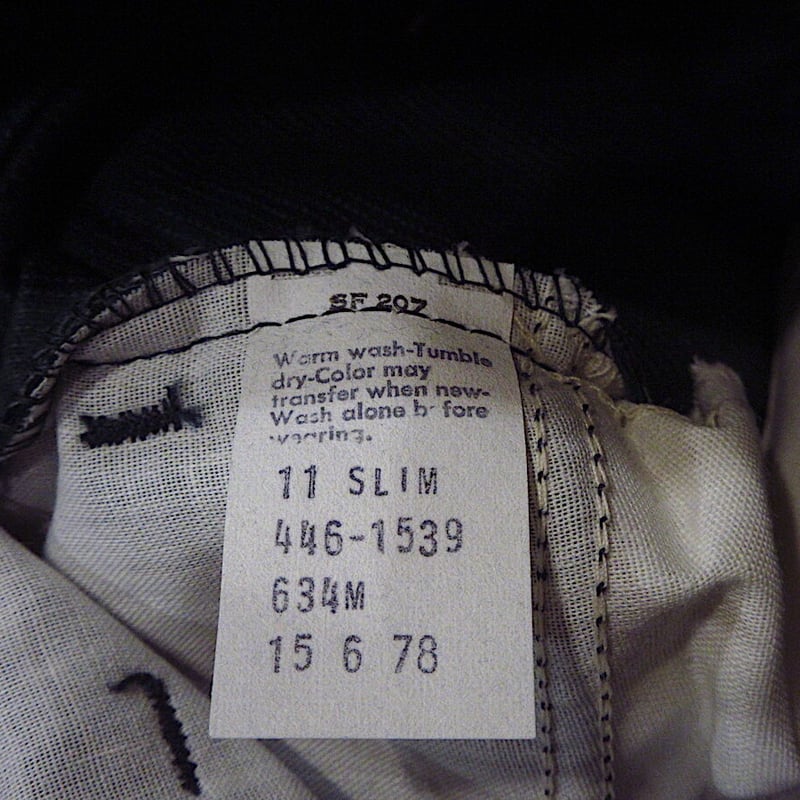 SF 207
Warm wash-Tumble
dry-Color may
transfer when new-
Wash alone before
wearing.
11 SLIM
446-1539
634M
15 6 78